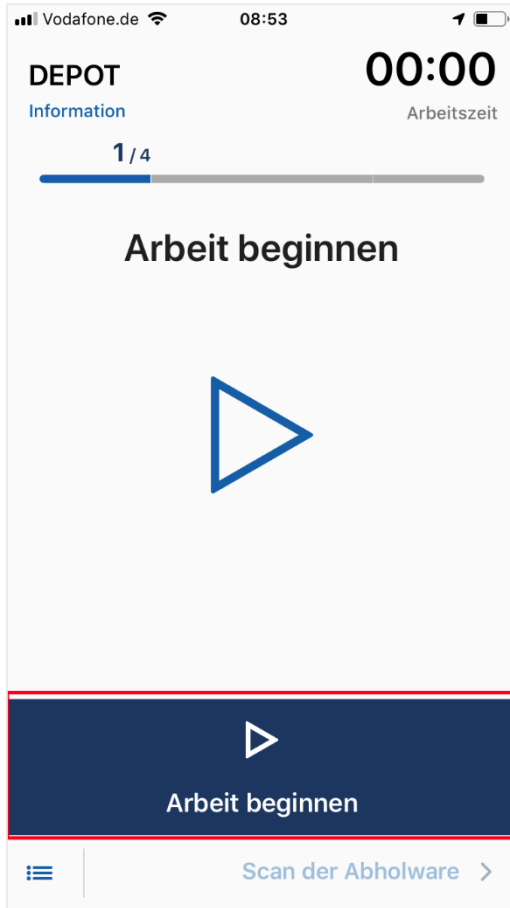 Vodafone.de 08:53
DEPOT 00:00
Information Arbeitszeit
1/4
Arbeit beginnen
Arbeit beginnen
Scan der Abholware